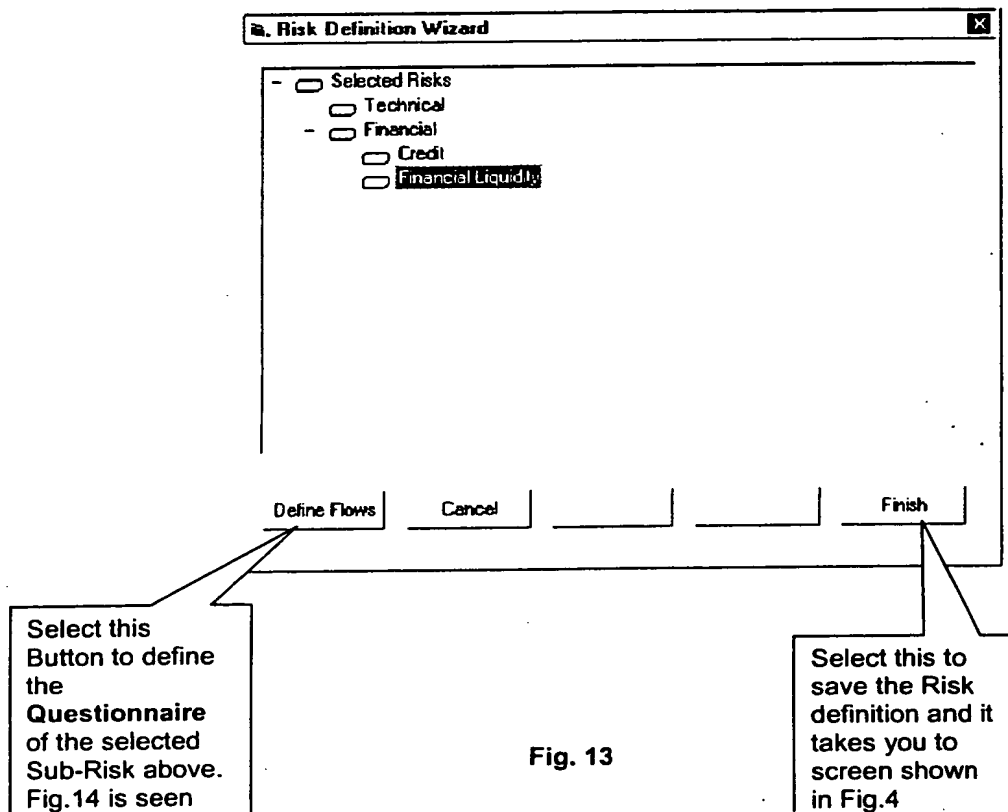 Risk Definition Wizard
Selected Risks
Technical
Financial
Credit
Financial Liquidity
Define Flows
Cancel
Finish
Select this
Button to define
the
Questionnaire
of the selected
Sub-Risk above.
Fig.14 is seen
Select this to
save the Risk
definition and it
takes you to
screen shown
in Fig.4
Fig. 13